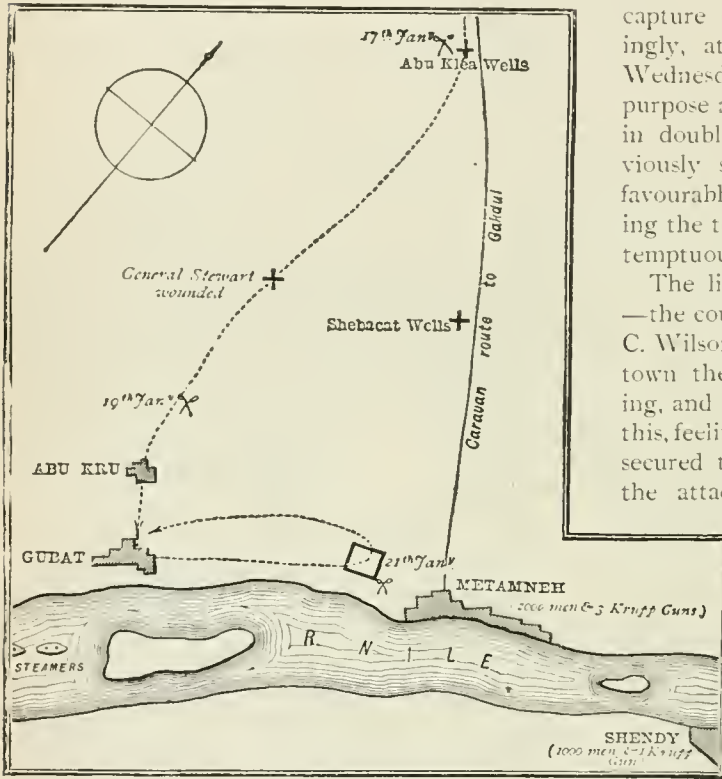 17th Jany
Abu Klea Wells
General Stewart
wounded
Shebacat Wells
Caravan route to Gakdul
19th Jany
ABU KRU
GUBAT
21st Jany
METAMNEH
(2000 men & 3 Krupp Guns)
R. NILE
STEAMERS
SHENDY
(1000 men & 1 Krupp
Gun)
capture
ingly, at
Wednesd
purpose a
in doubl
viously s
favourabl
ing the t
temptuou
The li
—the cou
C. Wilson
town the
ing, and
this, feeli
secured t
the attac